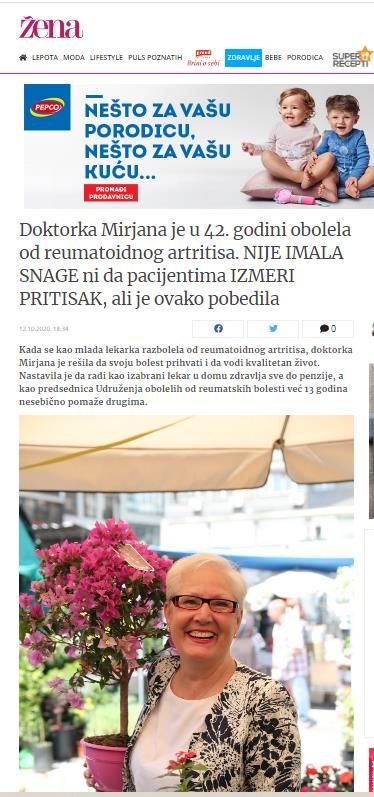 žena
LEPOTA MODA LIFESTYLE PULS POZNATIH grand Brini o sebi ZDRAVLJE BEBE PORODICA SUPER RECEPTI
PEPCO
NEŠTO ZA VAŠU
PORODICU,
NEŠTO ZA VAŠU
KUĆU...
PRONAĐI
PRODAVNICU
Doktorka Mirjana je u 42. godini obolela
od reumatoidnog artritisa. NIJE IMALA
SNAGE ni da pacijentima IZMERI
PRITISAK, ali je ovako pobedila
12.10.2020. 18:34
0
Kada se kao mlada lekarka razbolela od reumatoidnog artritisa, doktorka
Mirjana je rešila da svoju bolest prihvati i da vodi kvalitetan život.
Nastavila je da radi kao izabrani lekar u domu zdravlja sve do penzije, a
kao predsednica Udruženja obolelih od reumatskih bolesti već 13 godina
nesebično pomaže drugima.